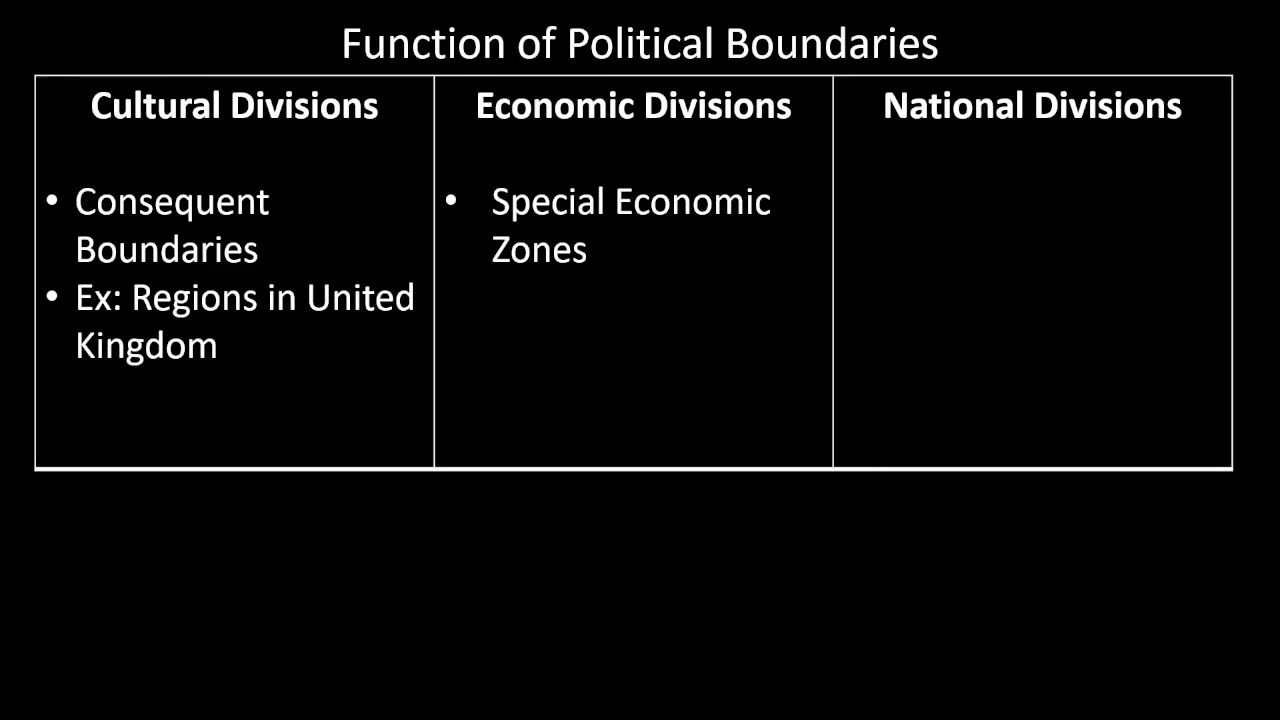 Function of Political Boundaries
Cultural Divisions
• Consequent
Boundaries
• Ex: Regions in United
Kingdom
Economic Divisions
• Special Economic
Zones
National Divisions